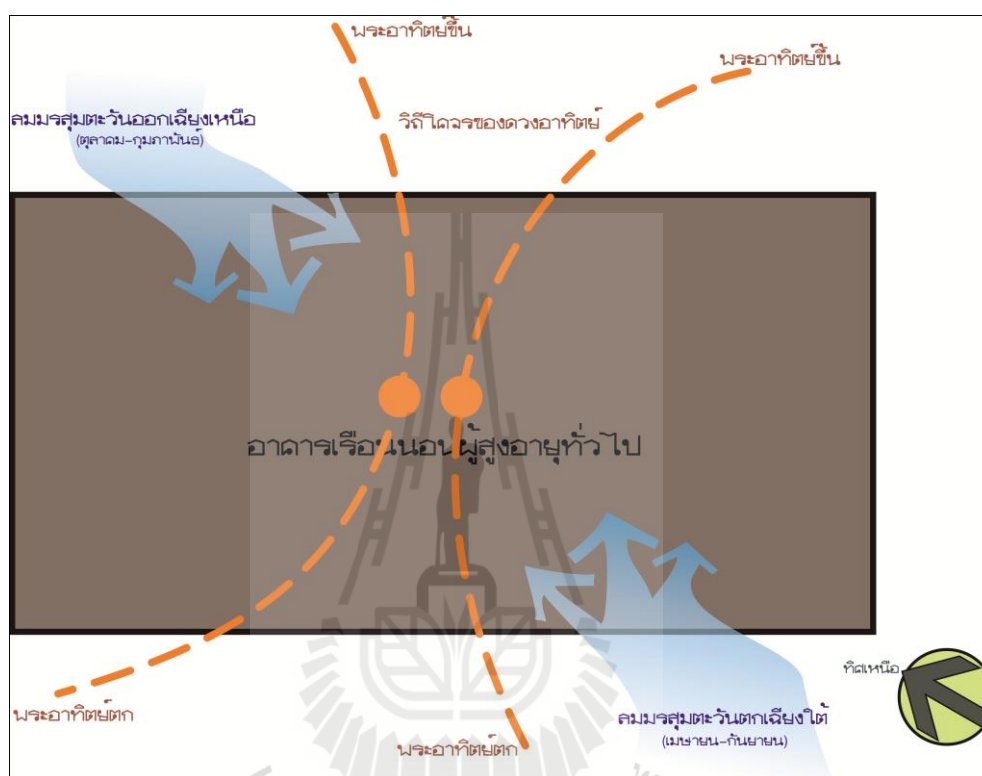 พระอาทิตย์ขึ้น
พระอาทิตย์ขึ้น
ลมมรสุมตะวันออกเฉียงเหนือ
(ตุลาคม-กุมภาพันธ์)
วิถีโคจรของดวงอาทิตย์
อาคารเรือนนอนผู้สูงอายุทั่วไป
ทิศเหนือ
พระอาทิตย์ตก
ลมมรสุมตะวันตกเฉียงใต้
(เมษายน-กันยายน)
พระอาทิตย์ตก